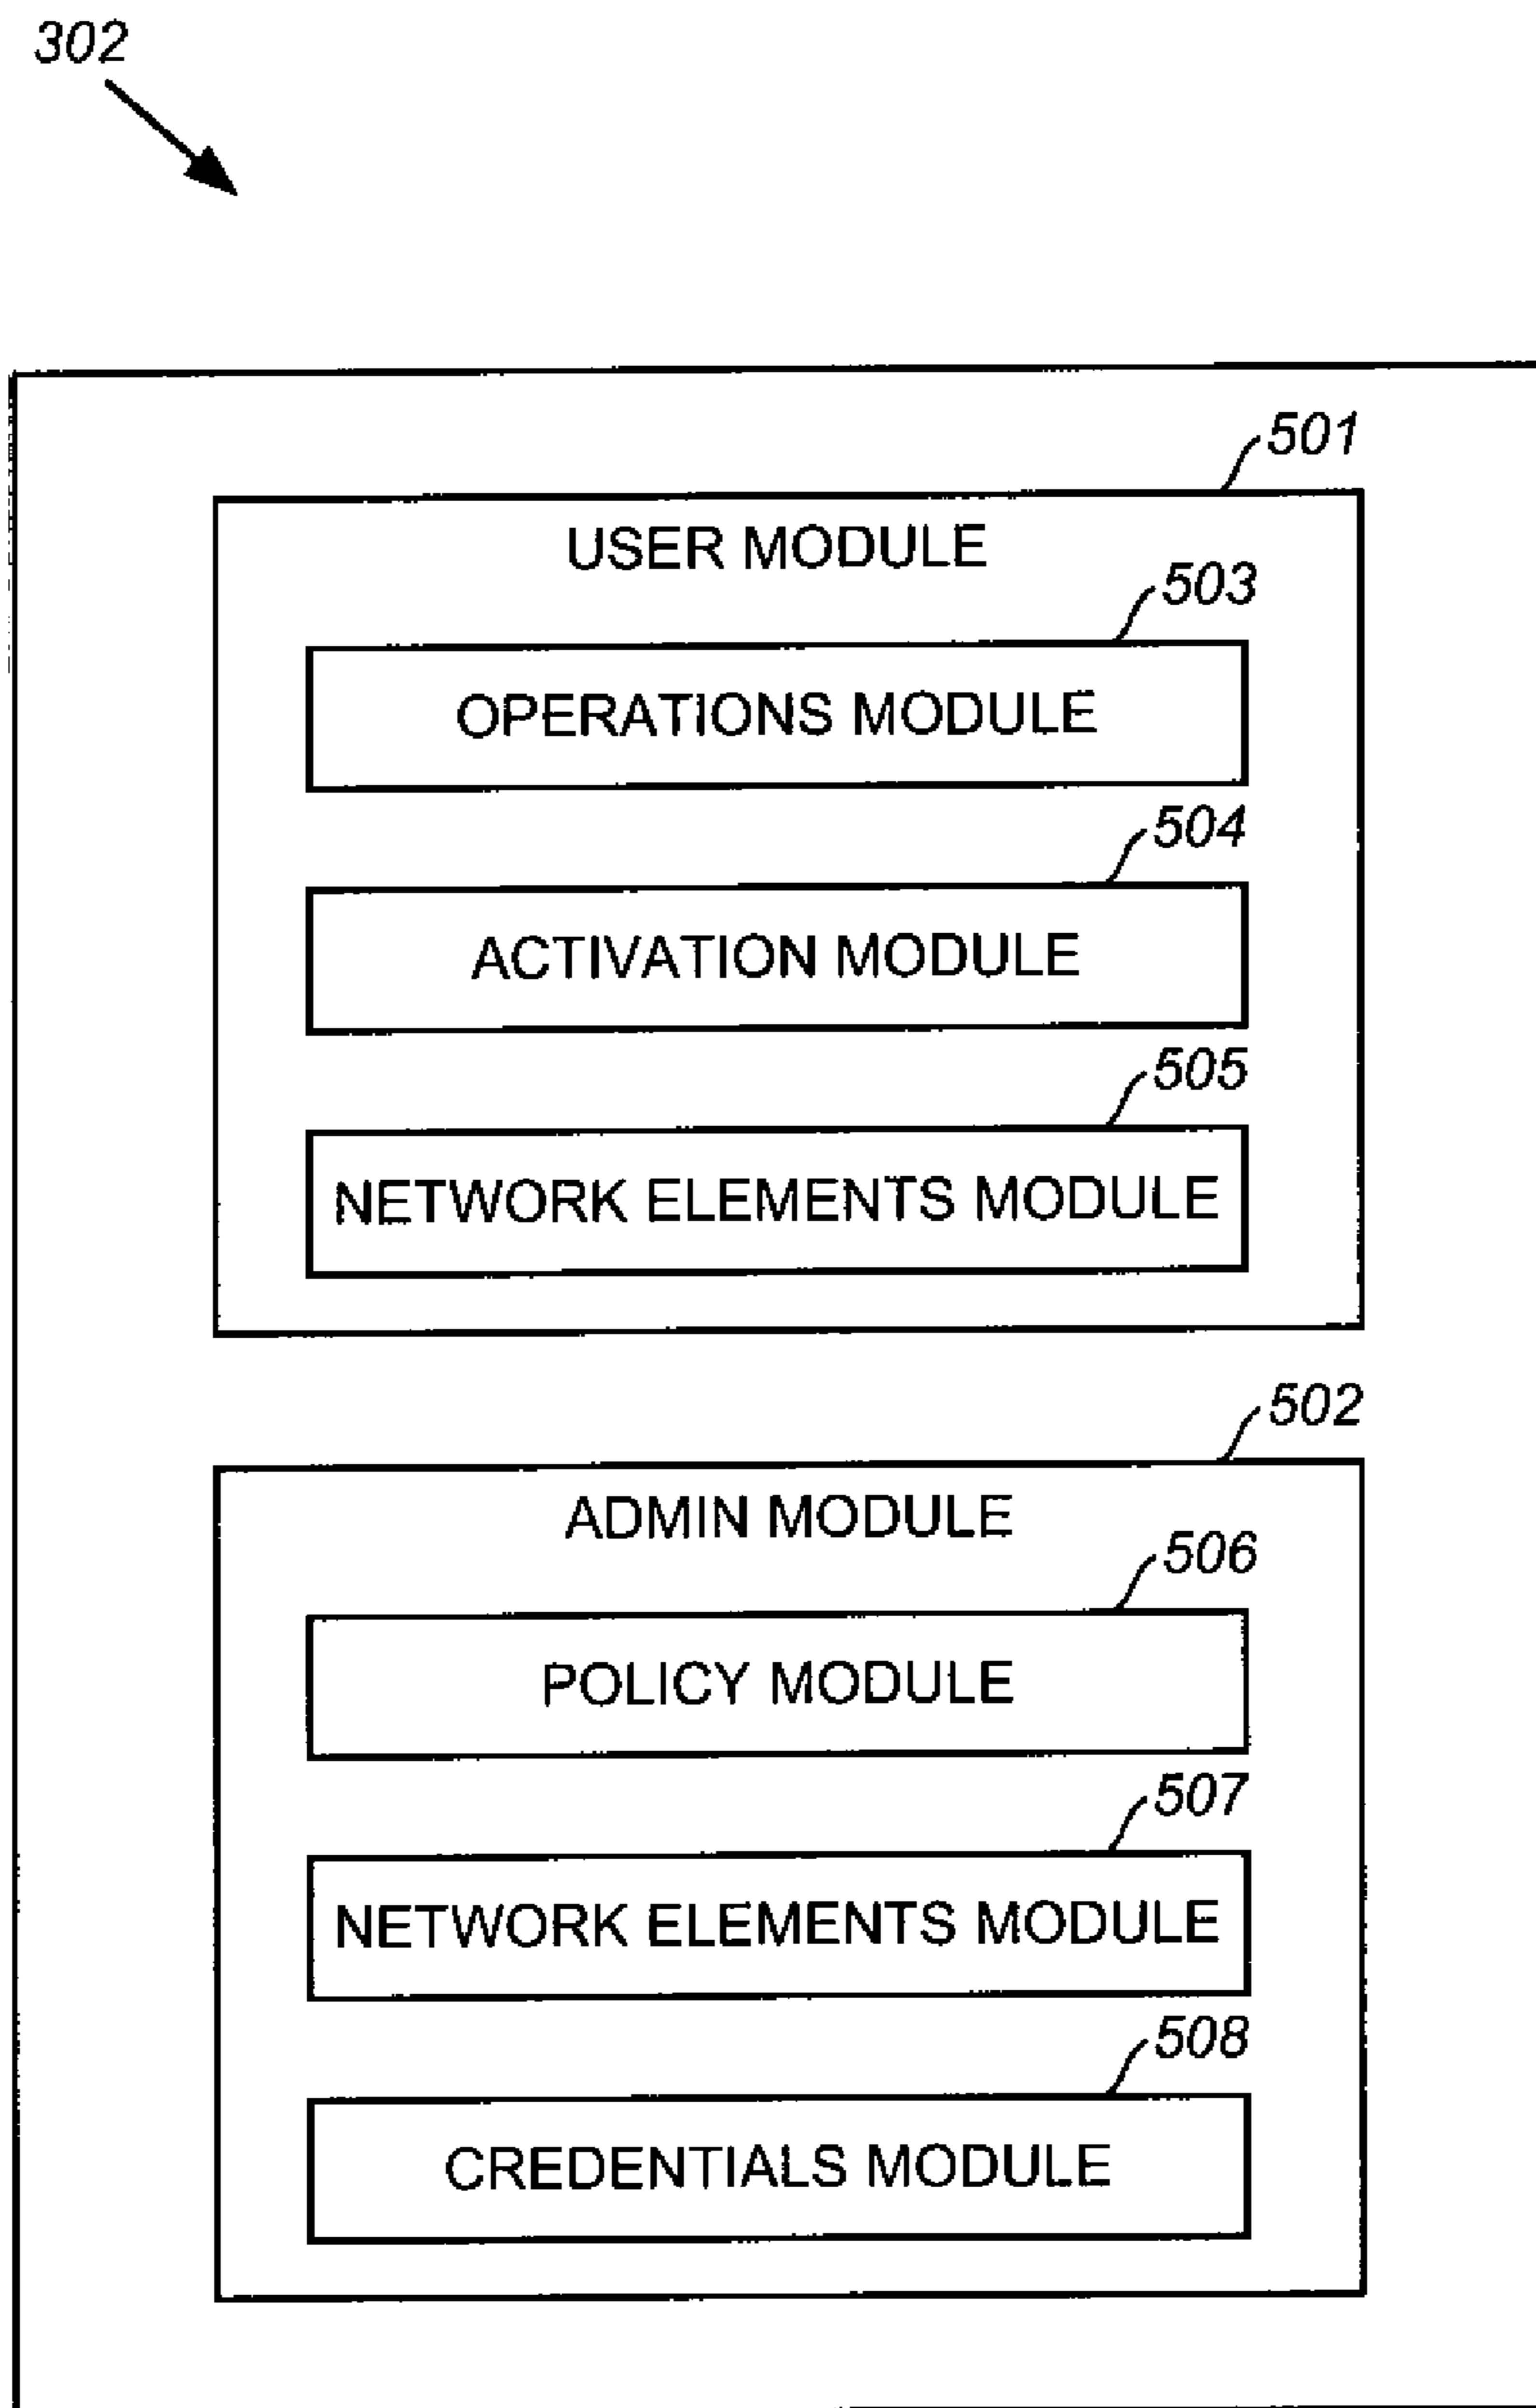 302
501
USER MODULE
503
OPERATIONS MODULE
504
ACTIVATION MODULE
505
NETWORK ELEMENTS MODULE
502
ADMIN MODULE
506
POLICY MODULE
507
NETWORK ELEMENTS MODULE
508
CREDENTIALS MODULE